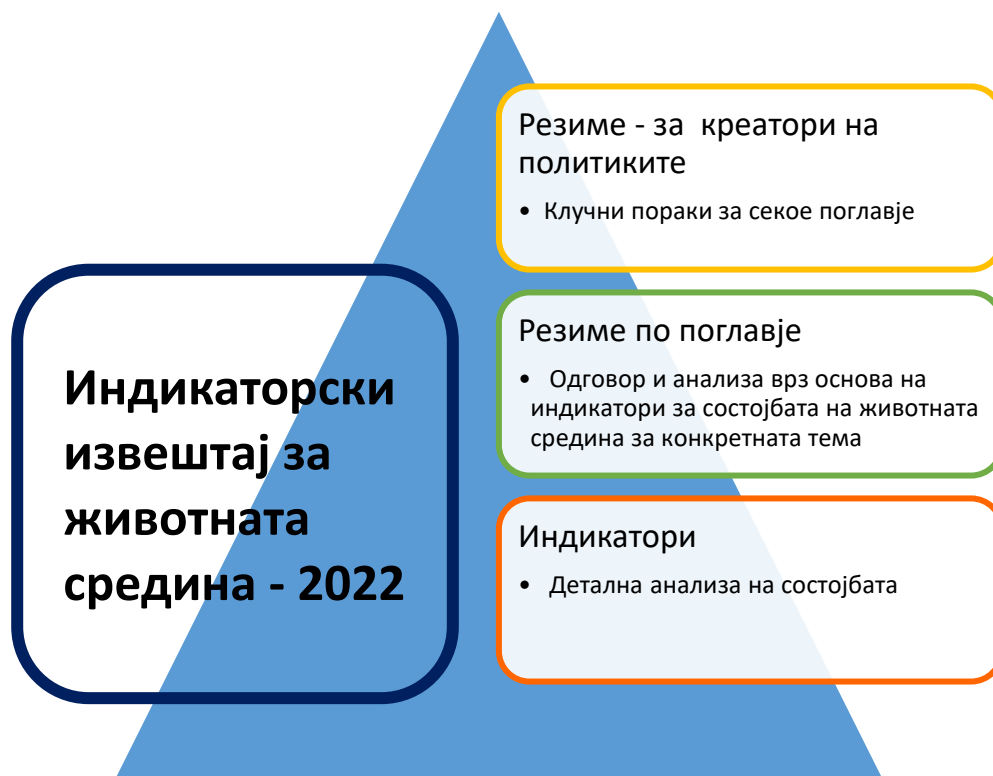 Индикаторски
извештај за
животната
средина - 2022
Резиме - за креатори на
политиките
• Клучни пораки за секое поглавје
Резиме по поглавје
• Одговор и анализа врз основа на
индикатори за состојбата на животната
средина за конкретната тема
Индикатори
• Детална анализа на состојбата